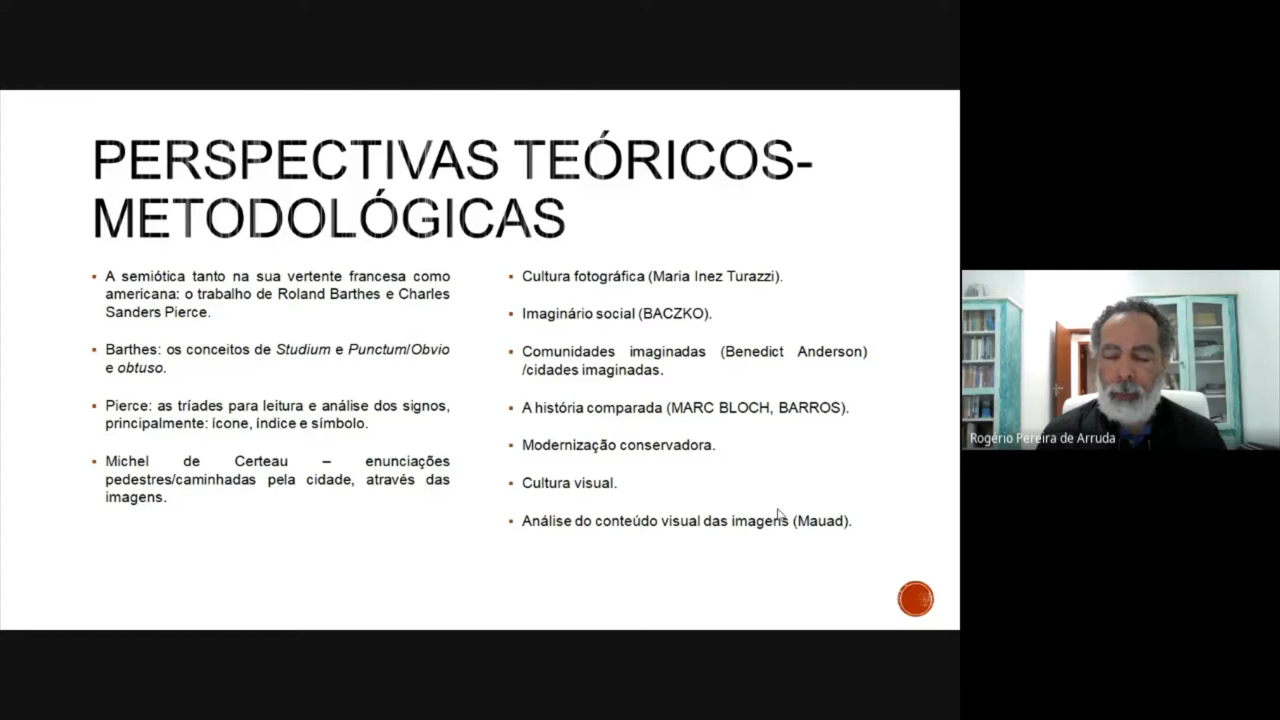 PERSPECTIVAS TEÓRICOS-
METODOLÓGICAS
▪ A semiótica tanto na sua vertente francesa como
americana: o trabalho de Roland Barthes e Charles
Sanders Pierce.
▪ Barthes: os conceitos de Studium e Punctum/Obvio
e obtuso.
▪ Pierce: as tríades para leitura e análise dos signos,
principalmente: ícone, índice e símbolo.
▪ Michel de Certeau – enunciações
pedestres/caminhadas pela cidade, através das
imagens.
▪ Cultura fotográfica (Maria Inez Turazzi).
▪ Imaginário social (BACZKO).
▪ Comunidades imaginadas (Benedict Anderson)
/cidades imaginadas.
▪ A história comparada (MARC BLOCH, BARROS).
▪ Modernização conservadora.
▪ Cultura visual.
▪ Análise do conteúdo visual das imagens (Mauad).
Rogério Pereira de Arruda